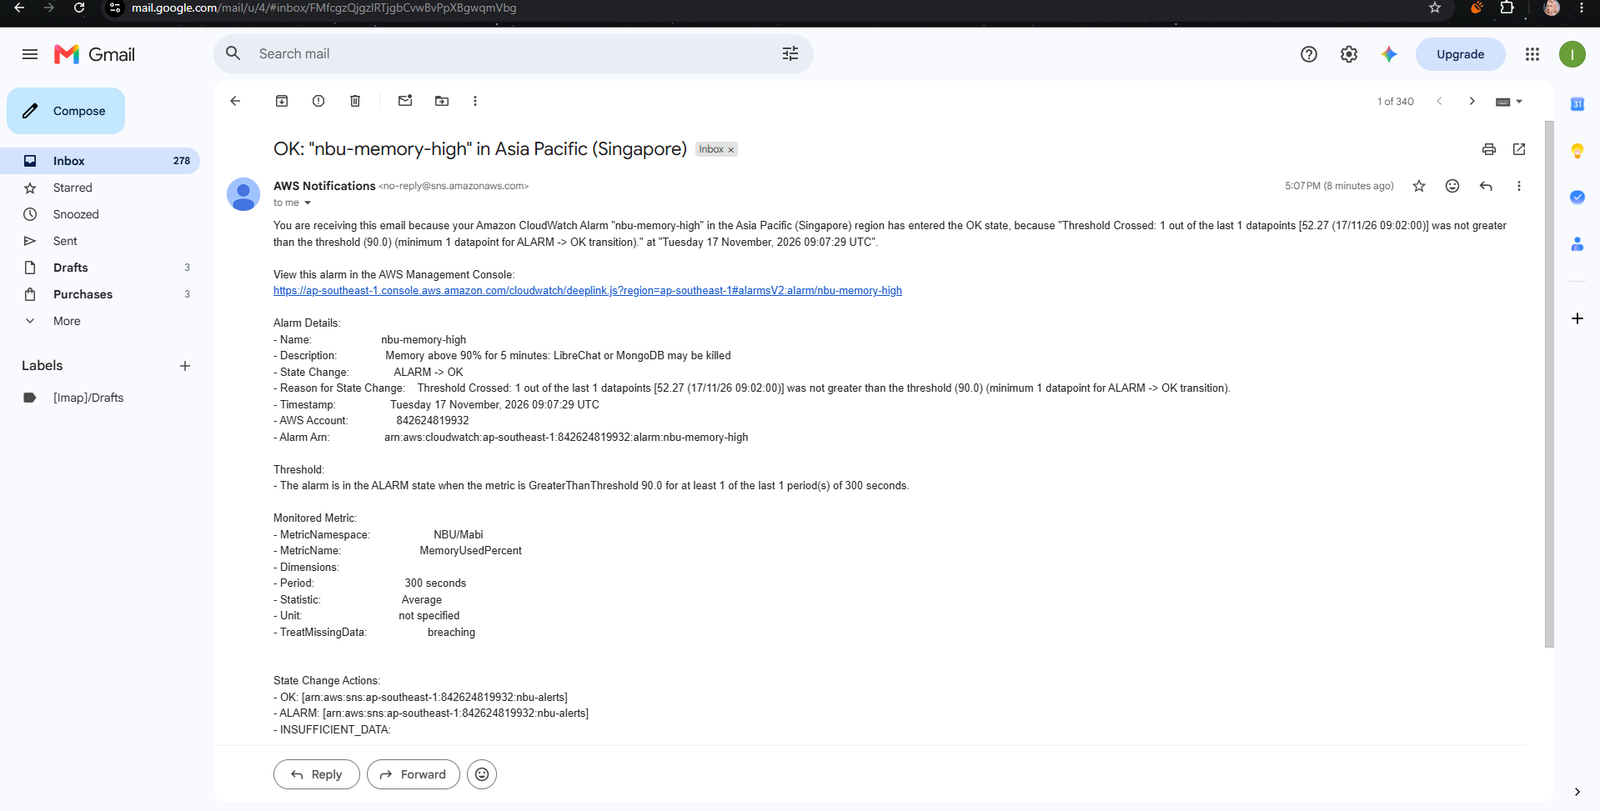 mail.google.com/mail/u/4/#inbox/FMfcgzQjgzlRTjgbCvwBvPpXBgwqmVbg
Gmail
Search mail
Upgrade
I
Compose
1 of 340
31
OK: "nbu-memory-high" in Asia Pacific (Singapore) Inbox x
Inbox 278
Starred
Snoozed
Sent
Drafts 3
Purchases 3
More
Labels
[Imap]/Drafts
AWS Notifications <no-reply@sns.amazonaws.com>
5:07 PM (8 minutes ago)
to me
You are receiving this email because your Amazon CloudWatch Alarm "nbu-memory-high" in the Asia Pacific (Singapore) region has entered the OK state, because "Threshold Crossed: 1 out of the last 1 datapoints [52.27 (17/11/26 09:02:00)] was not greater
than the threshold (90.0) (minimum 1 datapoint for ALARM -> OK transition)." at "Tuesday 17 November, 2026 09:07:29 UTC".
View this alarm in the AWS Management Console:
https://ap-southeast-1.console.aws.amazon.com/cloudwatch/deeplink.js?region=ap-southeast-1#alarmsV2:alarm/nbu-memory-high
Alarm Details:
- Name: nbu-memory-high
- Description: Memory above 90% for 5 minutes: LibreChat or MongoDB may be killed
- State Change: ALARM -> OK
- Reason for State Change: Threshold Crossed: 1 out of the last 1 datapoints [52.27 (17/11/26 09:02:00)] was not greater than the threshold (90.0) (minimum 1 datapoint for ALARM -> OK transition).
- Timestamp: Tuesday 17 November, 2026 09:07:29 UTC
- AWS Account: 842624819932
- Alarm Arn: arn:aws:cloudwatch:ap-southeast-1:842624819932:alarm:nbu-memory-high
Threshold:
- The alarm is in the ALARM state when the metric is GreaterThanThreshold 90.0 for at least 1 of the last 1 period(s) of 300 seconds.
Monitored Metric:
- MetricNamespace: NBU/Mabi
- MetricName: MemoryUsedPercent
- Dimensions:
- Period: 300 seconds
- Statistic: Average
- Unit: not specified
- TreatMissingData: breaching
State Change Actions:
- OK: [arn:aws:sns:ap-southeast-1:842624819932:nbu-alerts]
- ALARM: [arn:aws:sns:ap-southeast-1:842624819932:nbu-alerts]
- INSUFFICIENT_DATA:
Reply
Forward